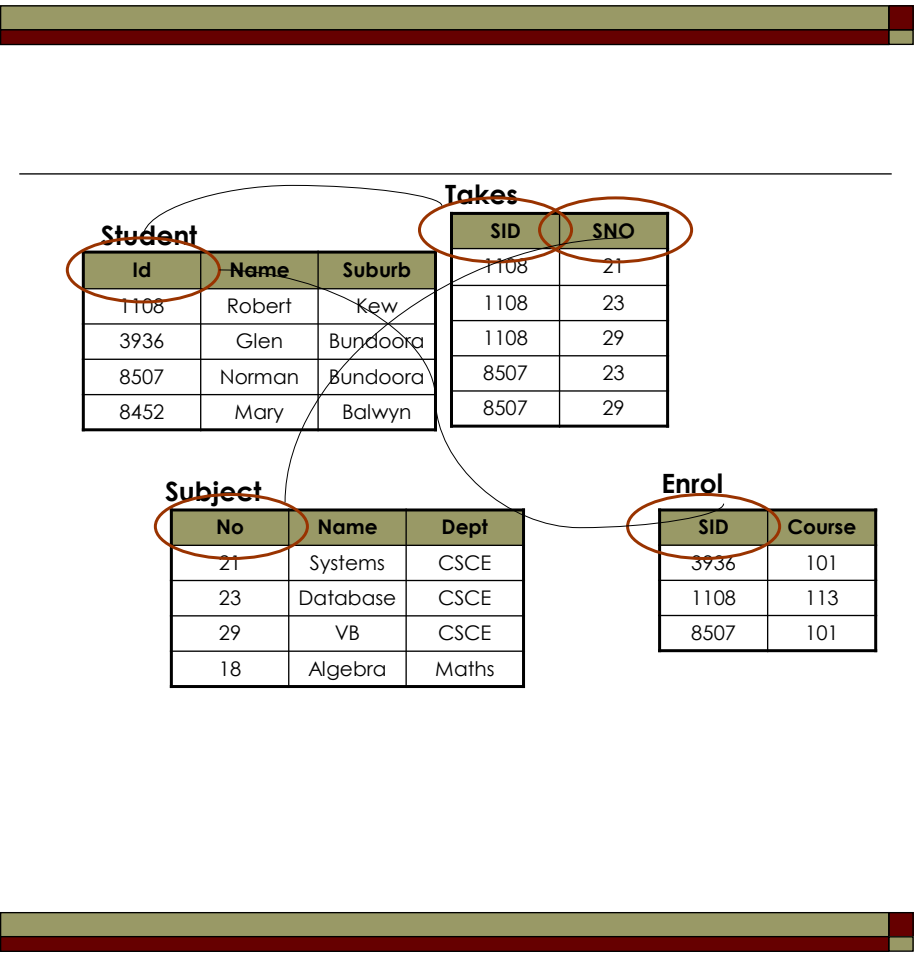 Student
Id Name Suburb
1108 Robert Kew
3936 Glen Bundoora
8507 Norman Bundoora
8452 Mary Balwyn
Takes
SID SNO
1108 21
1108 23
1108 29
8507 23
8507 29
Subject
No Name Dept
21 Systems CSCE
23 Database CSCE
29 VB CSCE
18 Algebra Maths
Enrol
SID Course
3936 101
1108 113
8507 101